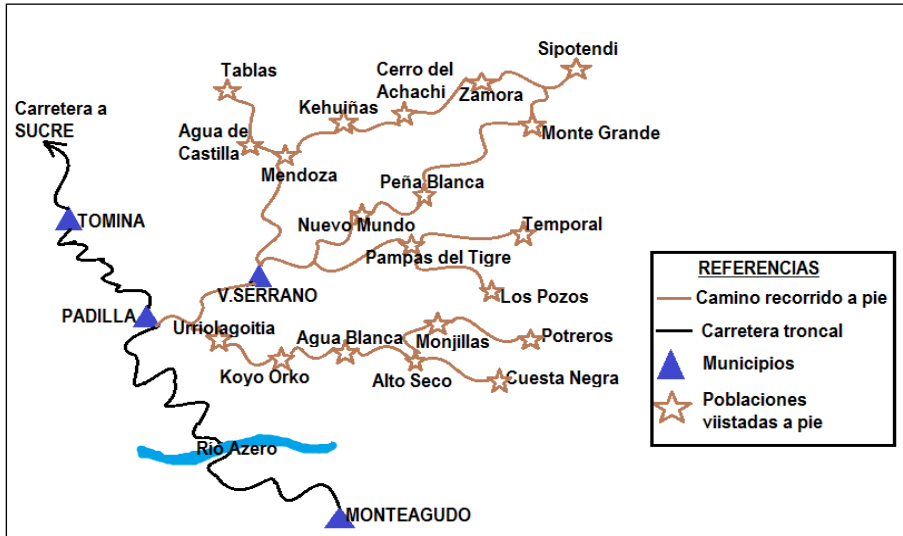 Sipotendi
Tablas
Cerro del
Achachi
Zamora
Carretera a
SUCRE
Kehuiñas
Agua de
Castilla
Monte Grande
Mendoza
Peña Blanca
TOMINA
Nuevo Mundo
Temporal
Pampas del Tigre
V.SERRANO
Los Pozos
PADILLA
Urriolagoitia
Agua Blanca
Monjillas
Potreros
Koyo Orko
Alto Seco
Cuesta Negra
Rio Azero
MONTEAGUDO
REFERENCIAS
Camino recorrido a pie
Carretera troncal
Municipios
Poblaciones
viistadas a pie